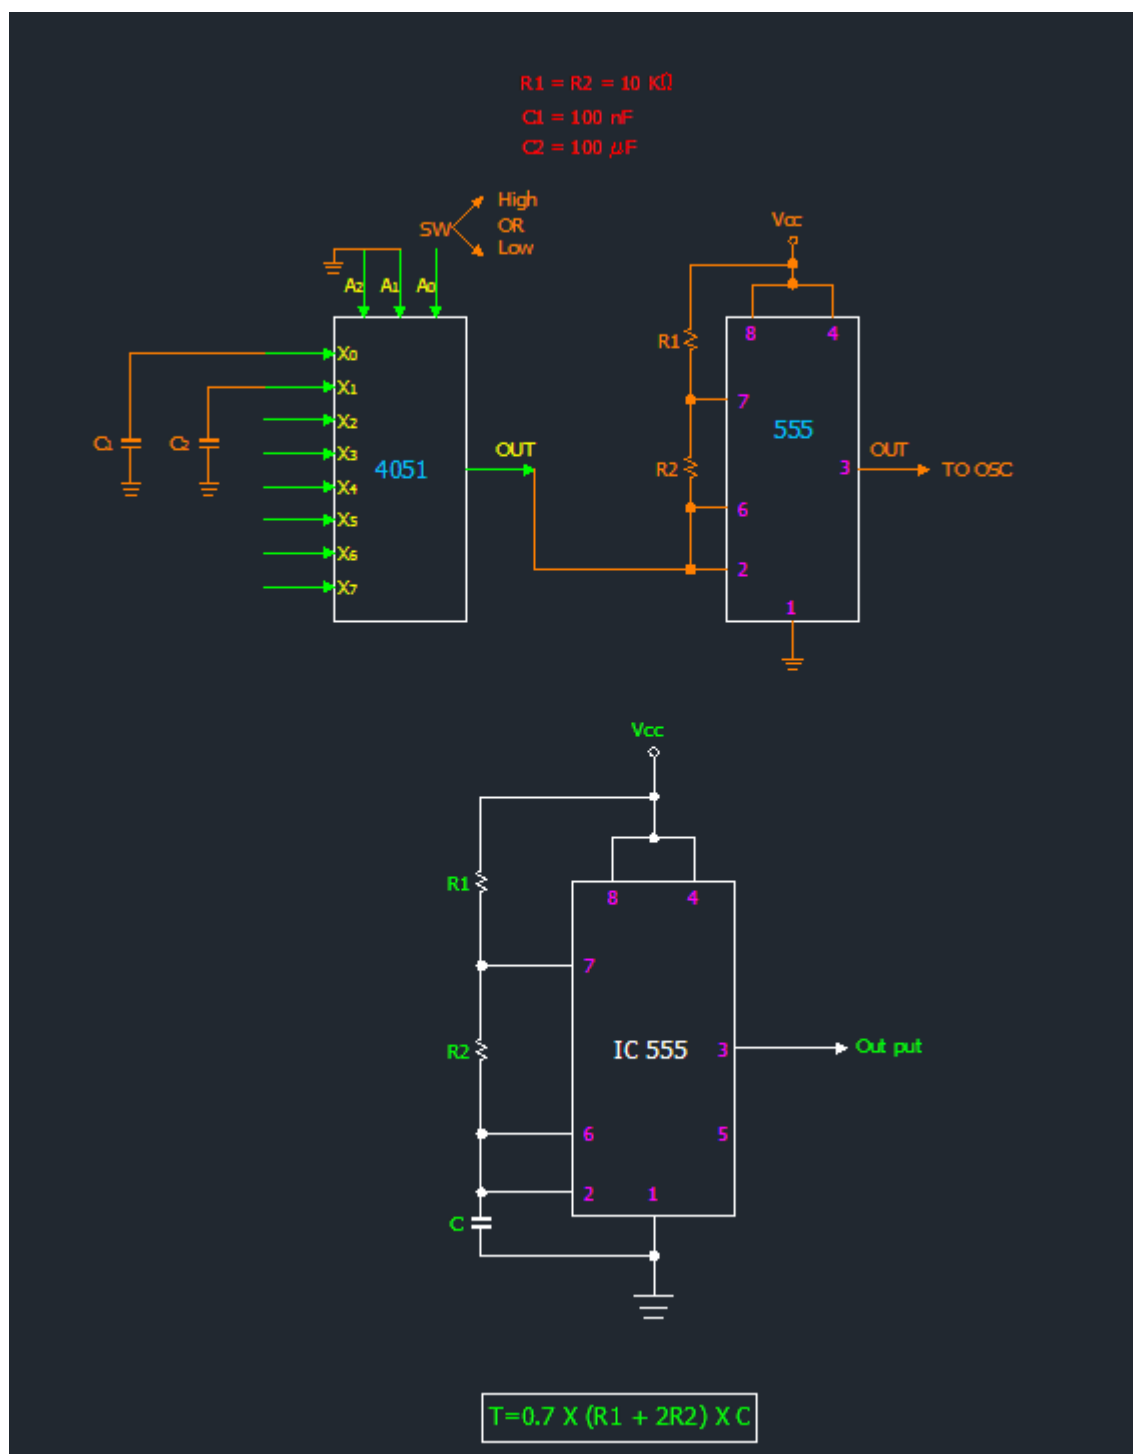 R1 = R2 = 10 KΩ
C1 = 100 nF
C2 = 100 μF
High
SW OR
Low
Vcc
A2 A1 A0
X0
X1
X2
X3
X4
X5
X6
X7
C1
C2
4051
OUT
R1
R2
8
4
7
555
6
2
1
3
OUT
TO OSC
Vcc
R1
8
4
7
R2
IC 555
3
Out put
6
5
2
1
C
T=0.7 X (R1 + 2R2) X C